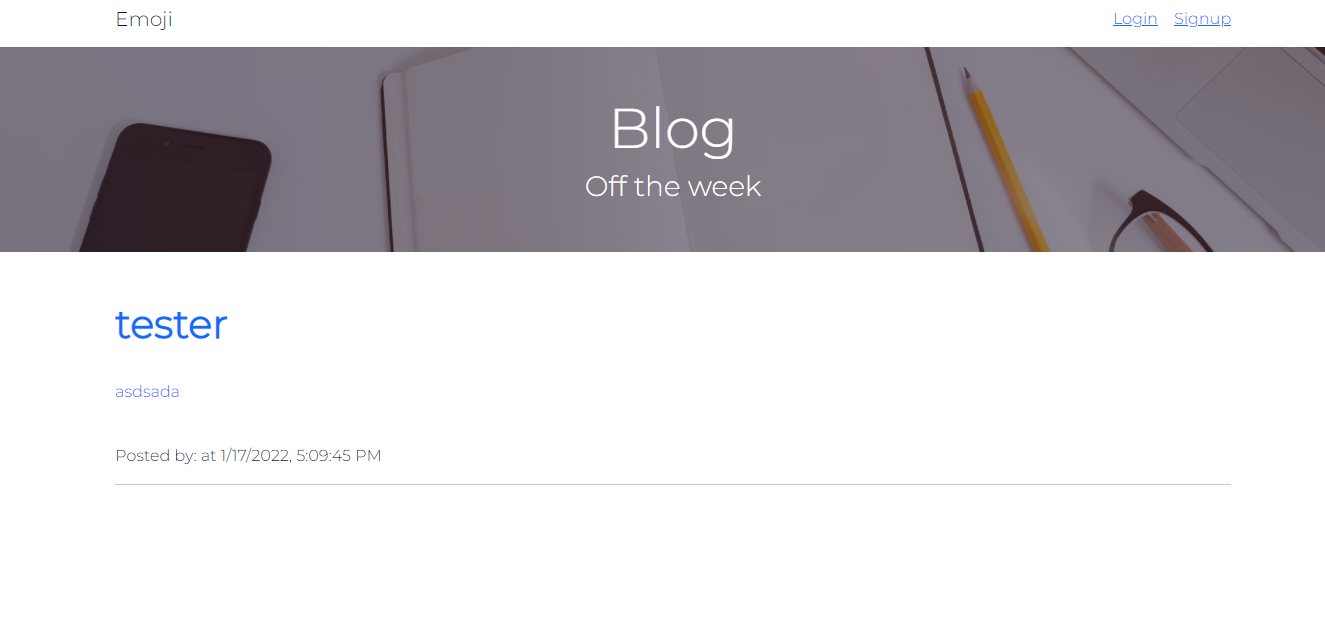 Emoji
Login Signup
Blog
Off the week
tester
asdsada
Posted by: at 1/17/2022, 5:09:45 PM